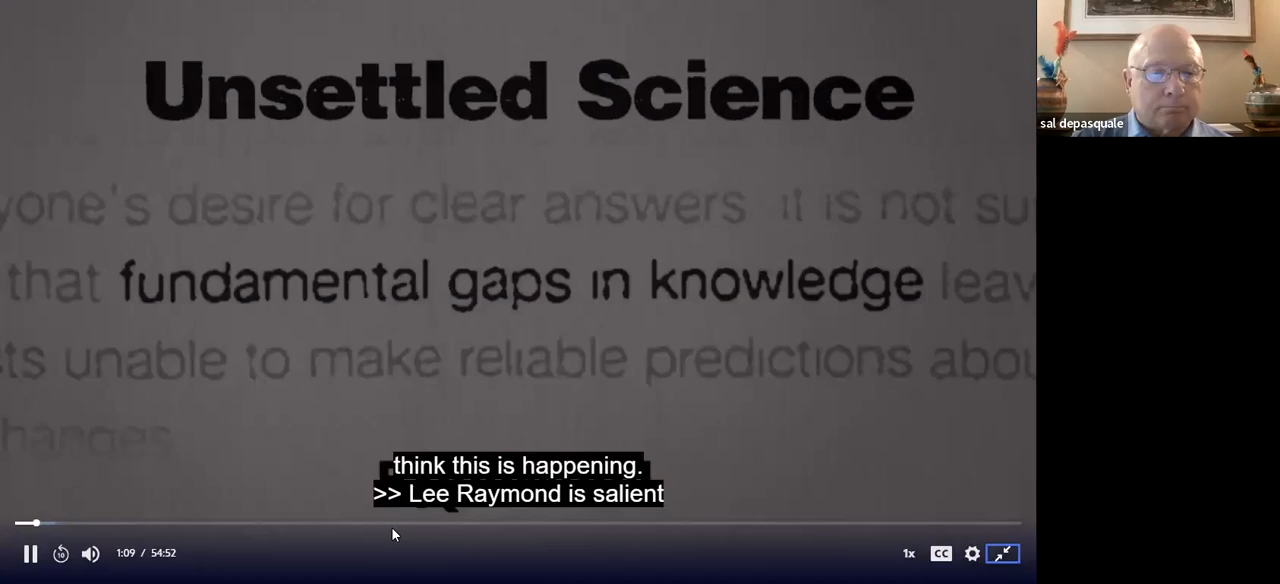 Unsettled Science
yone's desire for clear answers it is not su
that fundamental gaps in knowledge leav
ts unable to make reliable predictions abou
hanges
think this is happening.
>> Lee Raymond is salient
10
1:09 / 54:52
1x
CC
sal depasquale